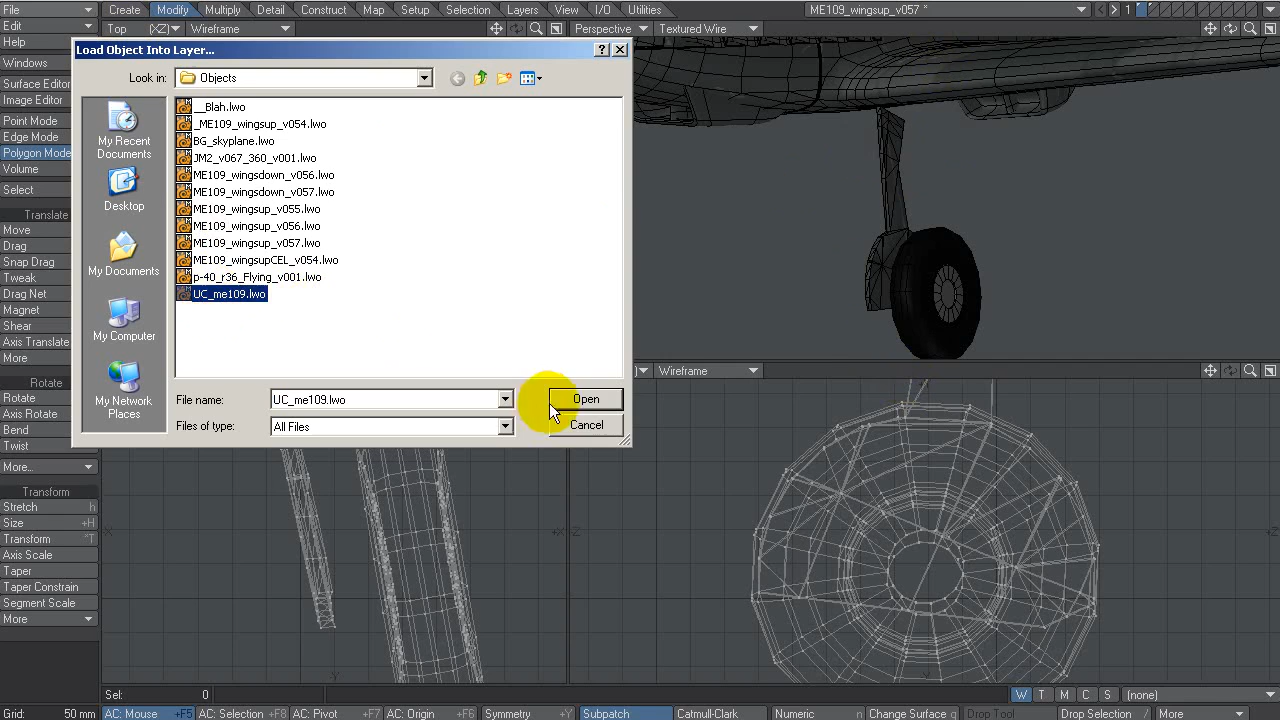 File Create Modify Multiply Detail Construct Map Setup Selection Layers View I/O Utilities ME109_wingsup_v057 * 1
Edit Top (XZ) Wireframe Perspective Textured Wire
Help
Windows
Surface Editor
Image Editor
Point Mode
Edge Mode
Polygon Mode
Volume
Select
Translate
Move
Drag
Snap Drag
Tweak
Drag Net
Magnet
Shear
Axis Translate
More
Rotate
Rotate
Axis Rotate
Bend
Twist
More...
Transform
Stretch h
Size +H
Transform ^T
Axis Scale
Taper
Taper Constrain
Segment Scale
More
Load Object Into Layer...
Look in: Objects
My Recent
Documents
Desktop
My Documents
My Computer
My Network
Places
__Blah.lwo
_ME109_wingsup_v054.lwo
BG_skyplane.lwo
JM2_v067_360_v001.lwo
ME109_wingsdown_v056.lwo
ME109_wingsdown_v057.lwo
ME109_wingsup_v055.lwo
ME109_wingsup_v056.lwo
ME109_wingsup_v057.lwo
ME109_wingsupCEL_v054.lwo
p-40_r36_Flying_v001.lwo
UC_me109.lwo
File name: UC_me109.lwo Open
Files of type: All Files Cancel
Wireframe
Sel: 0 W T M C S (none)
Grid: 50 mm AC: Mouse +F5 AC: Selection +F8 AC: Pivot +F7 AC: Origin +F6 Symmetry +Y Subpatch Catmull-Clark Numeric n Change Surface q Drop Tool Drop Selection / More